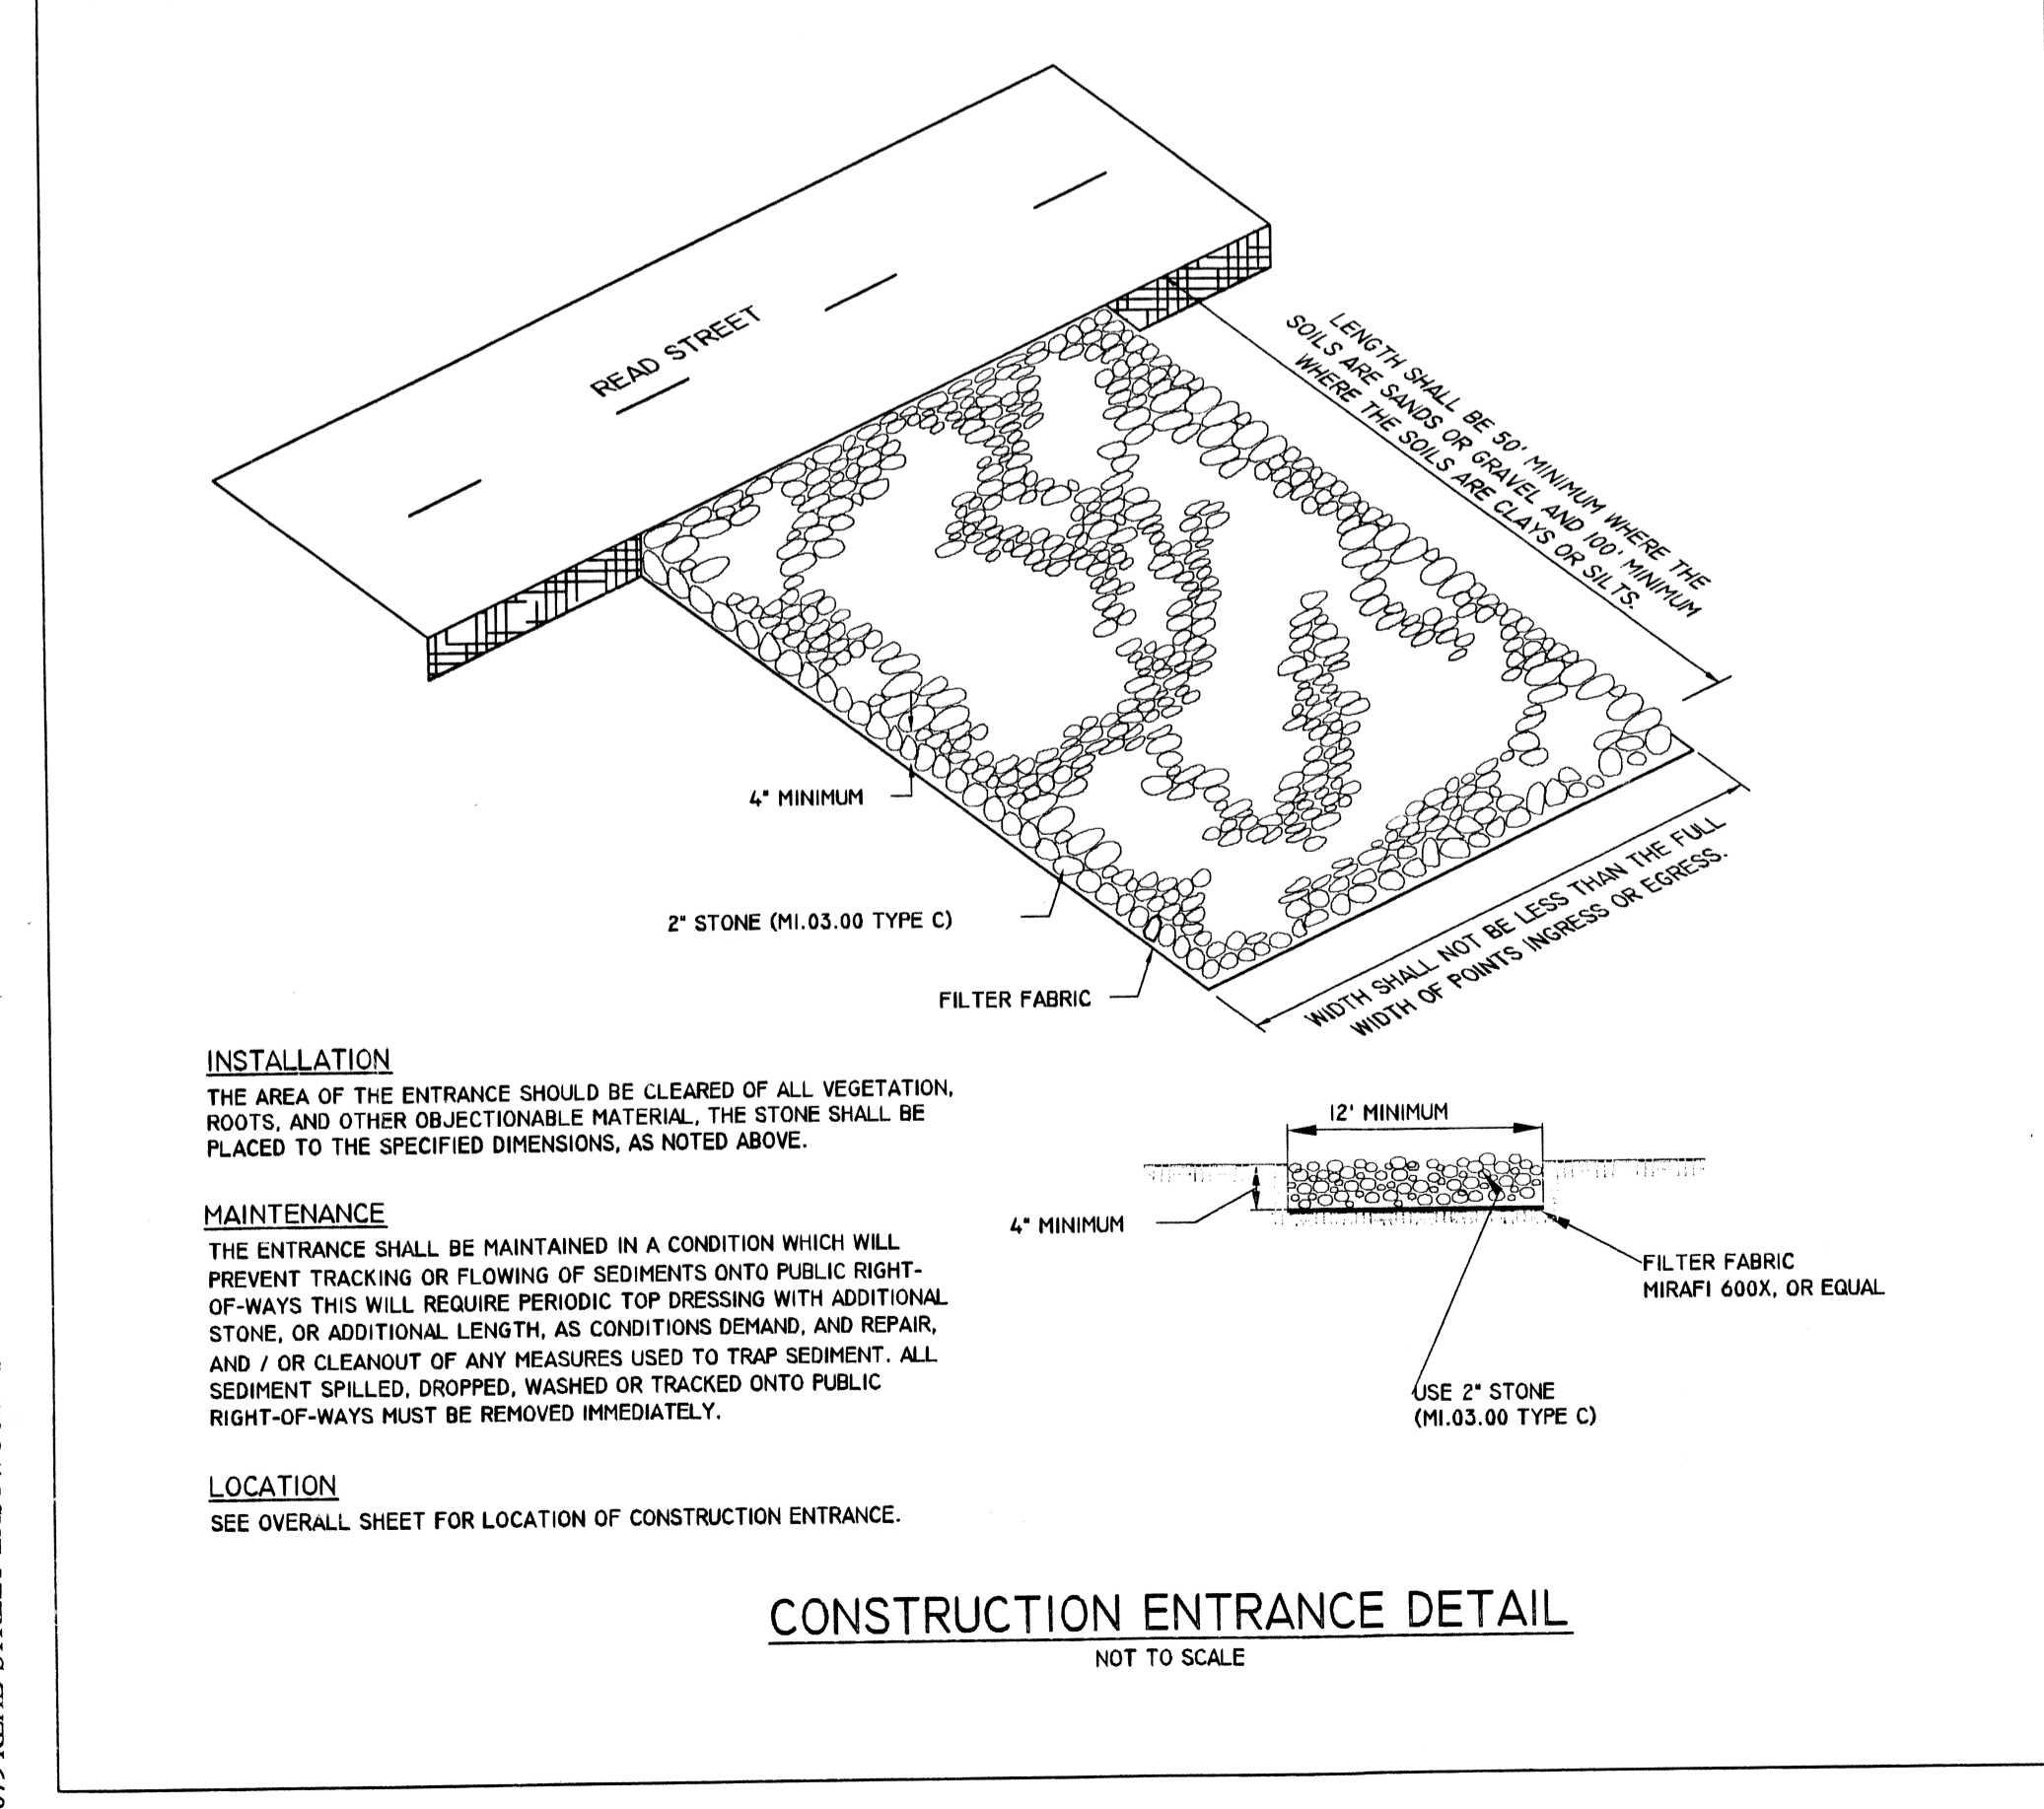 READ STREET
LENGTH SHALL BE 50' MINIMUM WHERE THE
SOILS ARE SANDS OR GRAVEL AND 100' MINIMUM
WHERE THE SOILS ARE CLAYS OR SILTS.
4" MINIMUM
2" STONE (M1.03.00 TYPE C)
FILTER FABRIC
WIDTH SHALL NOT BE LESS THAN THE FULL
WIDTH OF POINTS INGRESS OR EGRESS.
INSTALLATION
THE AREA OF THE ENTRANCE SHOULD BE CLEARED OF ALL VEGETATION,
ROOTS, AND OTHER OBJECTIONABLE MATERIAL, THE STONE SHALL BE
PLACED TO THE SPECIFIED DIMENSIONS, AS NOTED ABOVE.
MAINTENANCE
THE ENTRANCE SHALL BE MAINTAINED IN A CONDITION WHICH WILL
PREVENT TRACKING OR FLOWING OF SEDIMENTS ONTO PUBLIC RIGHT-
OF-WAYS THIS WILL REQUIRE PERIODIC TOP DRESSING WITH ADDITIONAL
STONE, OR ADDITIONAL LENGTH, AS CONDITIONS DEMAND, AND REPAIR,
AND / OR CLEANOUT OF ANY MEASURES USED TO TRAP SEDIMENT. ALL
SEDIMENT SPILLED, DROPPED, WASHED OR TRACKED ONTO PUBLIC
RIGHT-OF-WAYS MUST BE REMOVED IMMEDIATELY.
LOCATION
SEE OVERALL SHEET FOR LOCATION OF CONSTRUCTION ENTRANCE.
12' MINIMUM
4" MINIMUM
FILTER FABRIC
MIRAFI 600X, OR EQUAL
USE 2" STONE
(M1.03.00 TYPE C)
CONSTRUCTION ENTRANCE DETAIL
NOT TO SCALE